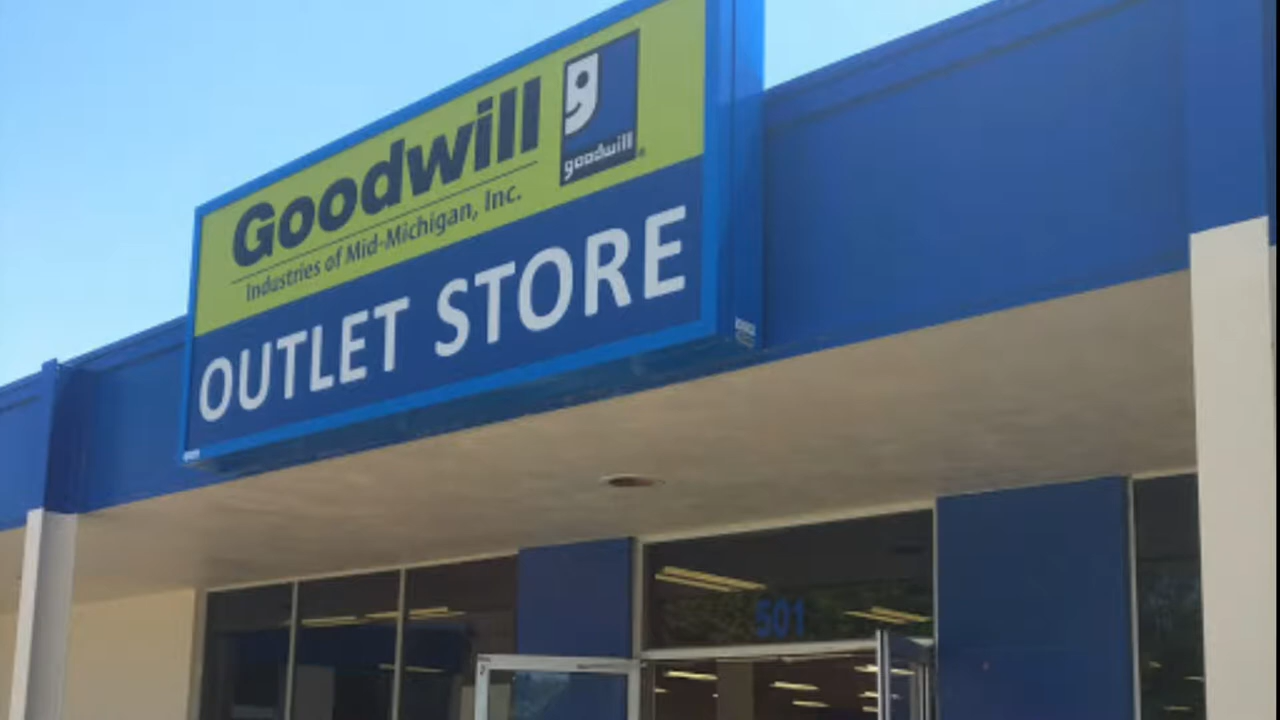 Goodwill
Industries of Mid-Michigan, Inc.
g
goodwill
OUTLET STORE
501